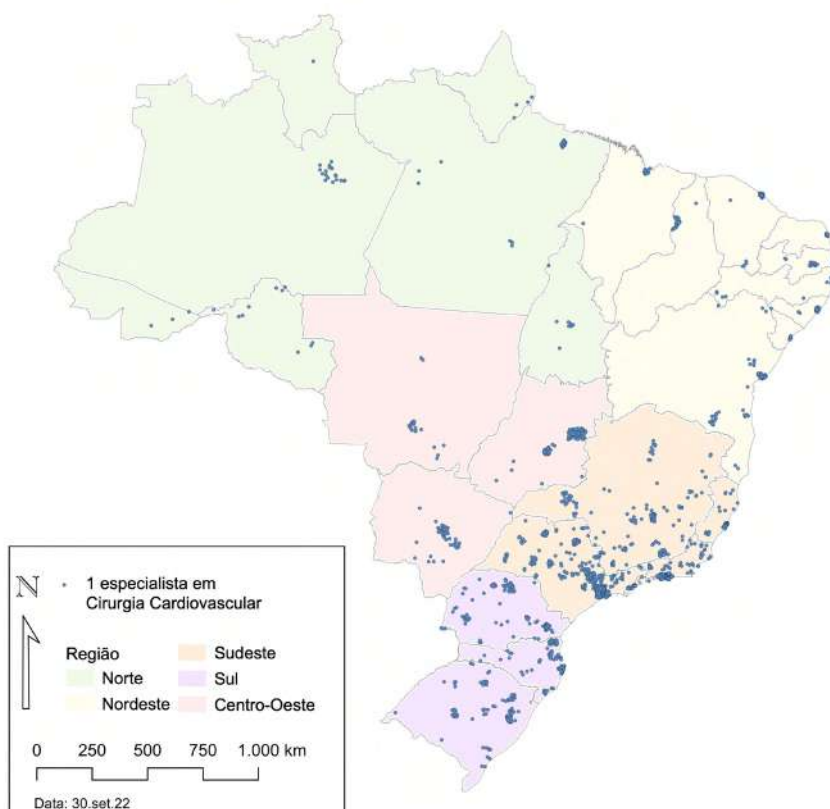 N
1 especialista em
Cirurgia Cardiovascular
Região
Norte
Nordeste
Sudeste
Sul
Centro-Oeste
0 250 500 750 1.000 km
Data: 30.set.22